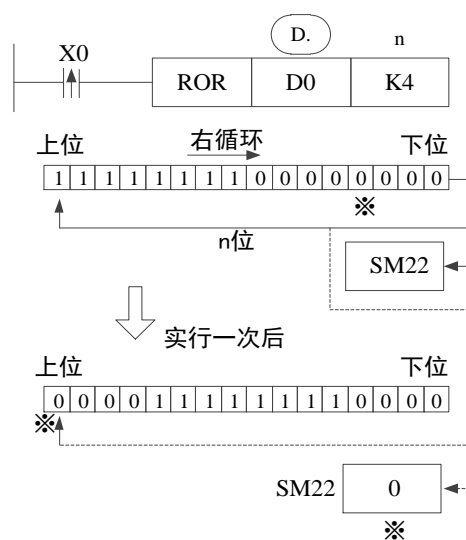 D. n
X0
ROR D0 K4
上位 右循环 下位
1 1 1 1 1 1 1 1 0 0 0 0 0 0 0 0
※
n位
SM22
实行一次后
上位 下位
0 0 0 0 1 1 1 1 1 1 1 1 0 0 0 0
※
SM22 0
※